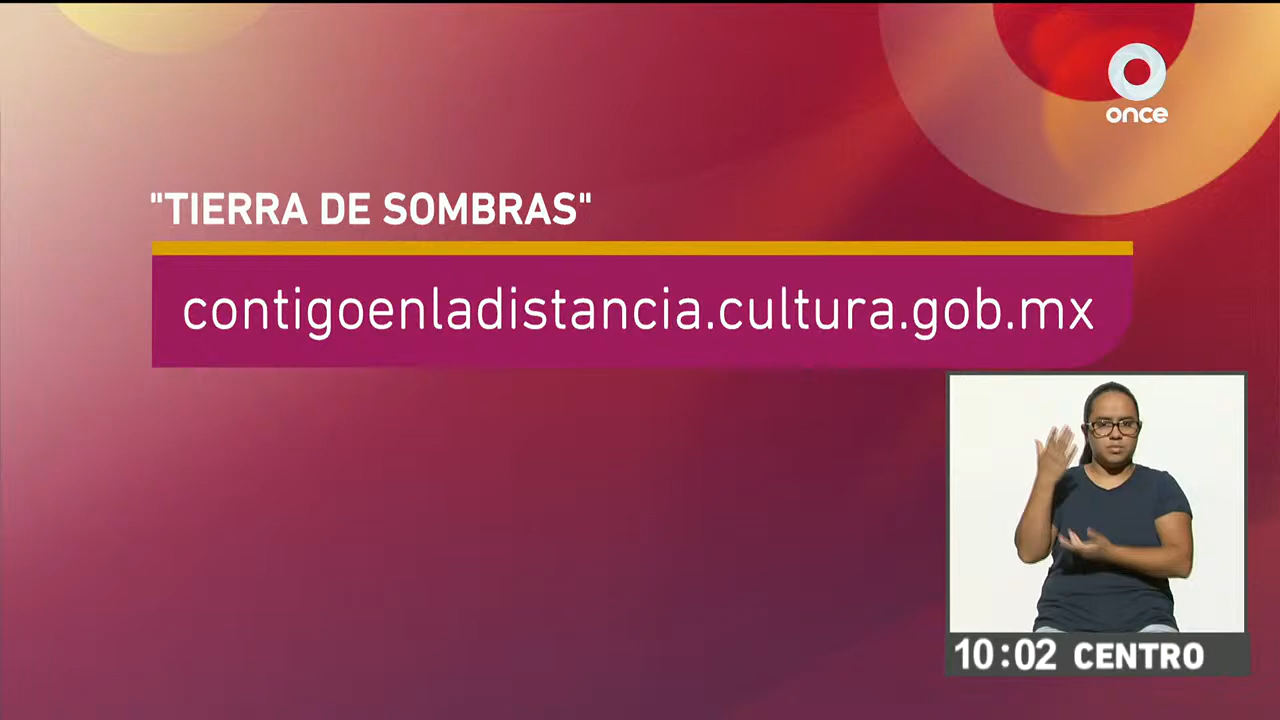 once
"TIERRA DE SOMBRAS"
contigoenladistancia.cultura.gob.mx
10:02 CENTRO